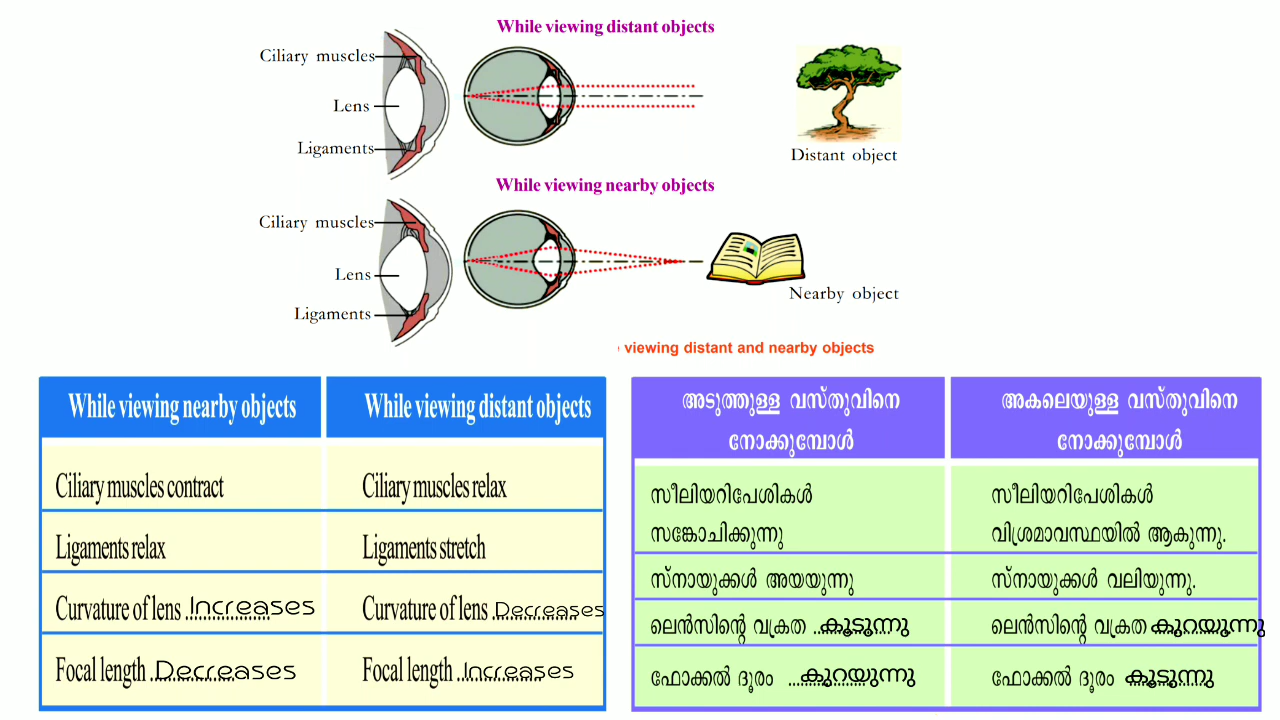 While viewing distant objects
Ciliary muscles
Lens
Ligaments
Distant object
While viewing nearby objects
Ciliary muscles
Lens
Ligaments
Nearby object
viewing distant and nearby objects
While viewing nearby objects
While viewing distant objects
Ciliary muscles contract
Ciliary muscles relax
Ligaments relax
Ligaments stretch
Curvature of lens Increases
Curvature of lens Decreases
Focal length Decreases
Focal length Increases
അടുത്തുള്ള വസ്തുവിനെ
നോക്കുമ്പോൾ
അകലെയുള്ള വസ്തുവിനെ
നോക്കുമ്പോൾ
സീലിയറിപേശികൾ
സങ്കോചിക്കുന്നു
സീലിയറിപേശികൾ
വിശ്രമാവസ്ഥയിൽ ആകുന്നു.
സ്നായുക്കൾ അയയുന്നു
സ്നായുക്കൾ വലിയുന്നു.
ലെൻസിന്റെ വക്രത കൂടുന്നു
ലെൻസിന്റെ വക്രത കുറയുന്നു
ഫോക്കൽ ദൂരം കുറയുന്നു
ഫോക്കൽ ദൂരം കൂടുന്നു